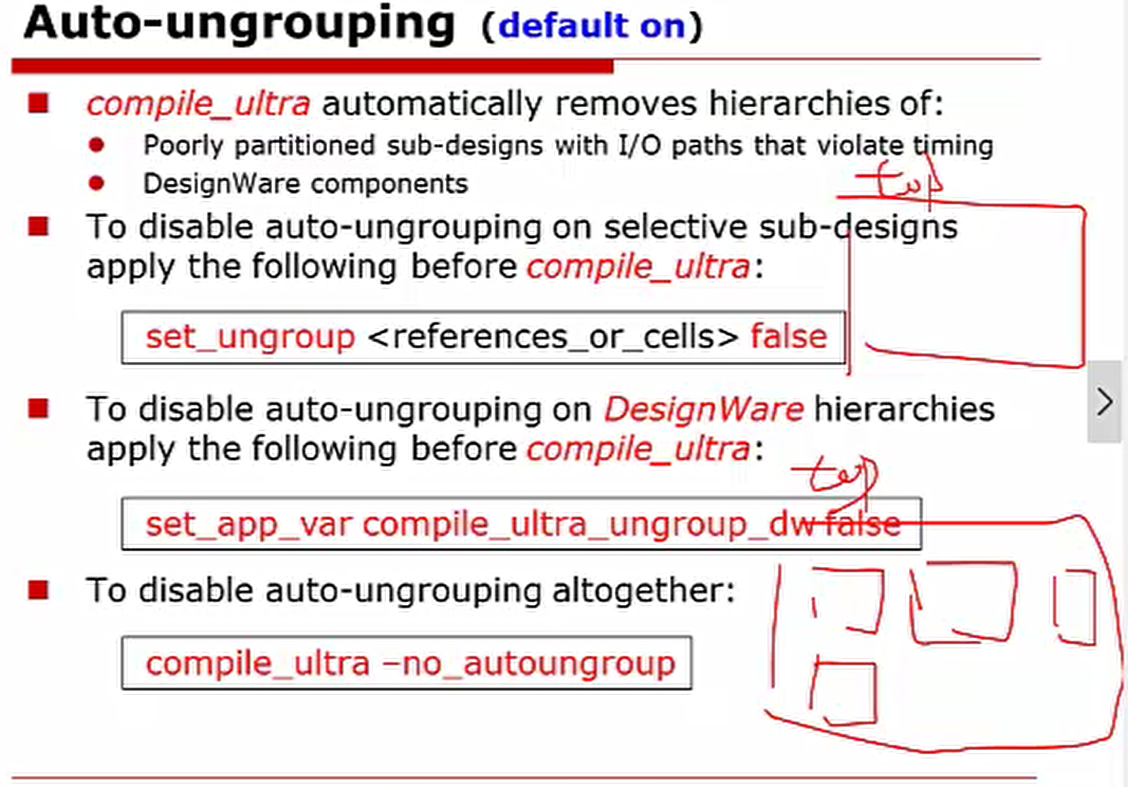 Auto-ungrouping (default on)
compile_ultra automatically removes hierarchies of:
Poorly partitioned sub-designs with I/O paths that violate timing
DesignWare components
top
To disable auto-ungrouping on selective sub-designs
apply the following before compile_ultra:
set_ungroup <references_or_cells> false
To disable auto-ungrouping on DesignWare hierarchies
apply the following before compile_ultra:
top
set_app_var compile_ultra_ungroup_dw false
To disable auto-ungrouping altogether:
compile_ultra –no_autoungroup